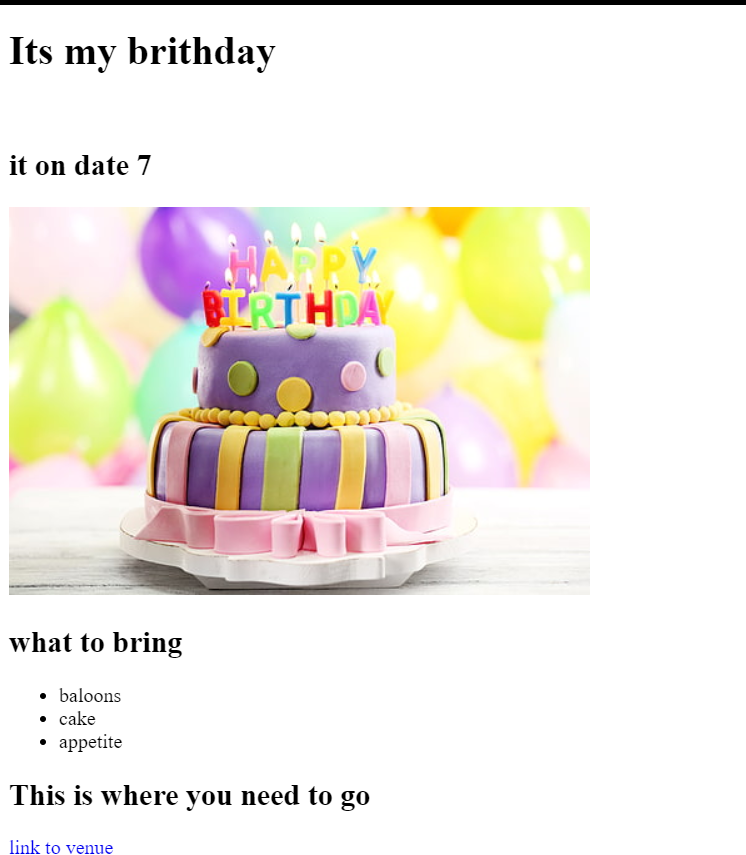 Its my brithday
it on date 7
HAPPY
BIRTHDAY
what to bring
baloons
cake
appetite
This is where you need to go
link to venue